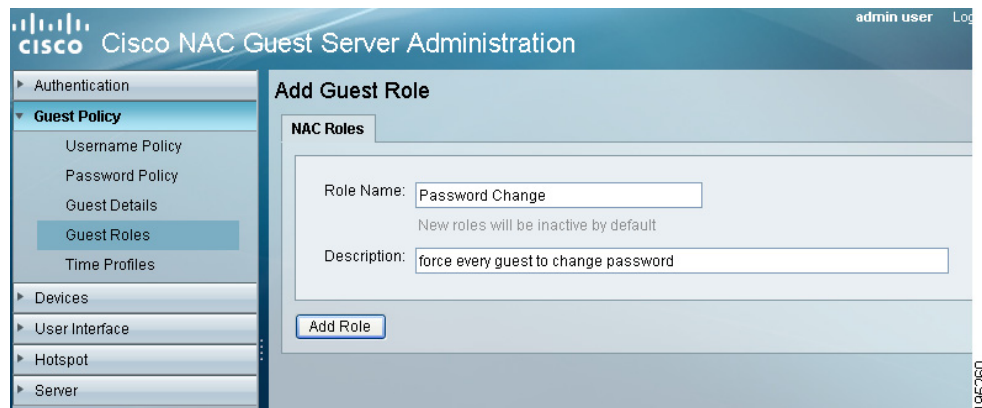 admin user
CISCO Cisco NAC Guest Server Administration
Authentication
Guest Policy
Username Policy
Password Policy
Guest Details
Guest Roles
Time Profiles
Devices
User Interface
Hotspot
Server
Add Guest Role
NAC Roles
Role Name: Password Change
New roles will be inactive by default
Description: force every guest to change password
Add Role